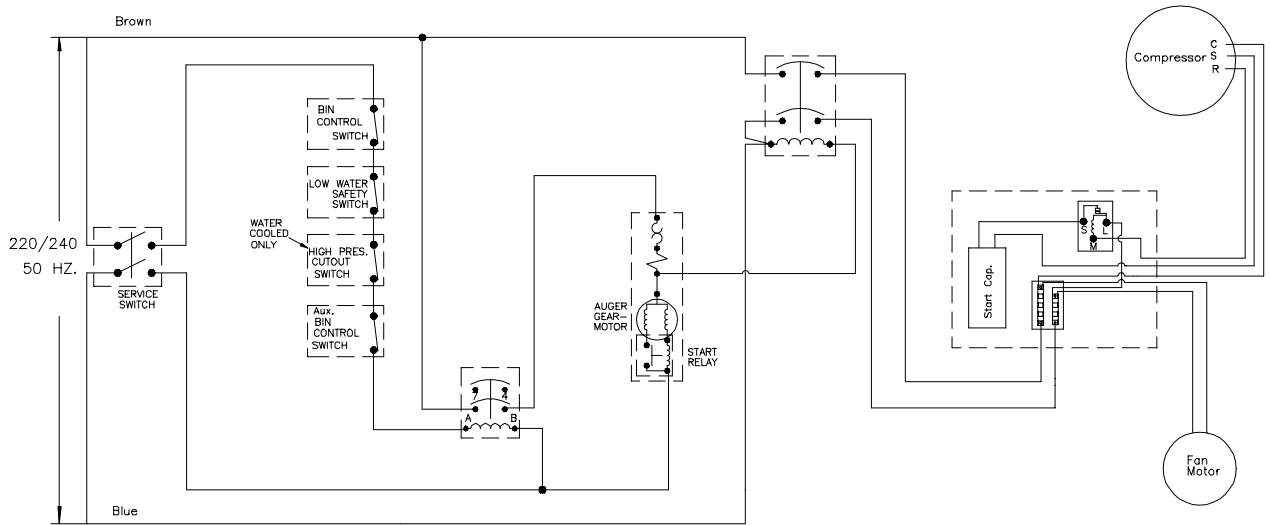 Brown
220/240
50 HZ.
SERVICE
SWITCH
BIN
CONTROL
SWITCH
LOW WATER
SAFETY
SWITCH
WATER
COOLED
ONLY
HIGH PRES.
CUTOUT
SWITCH
Aux.
BIN
CONTROL
SWITCH
7 4
A B
AUGER
GEAR-
MOTOR
START
RELAY
Compressor
C
S
R
Start Cap.
S L
M
Fan
Motor
Blue